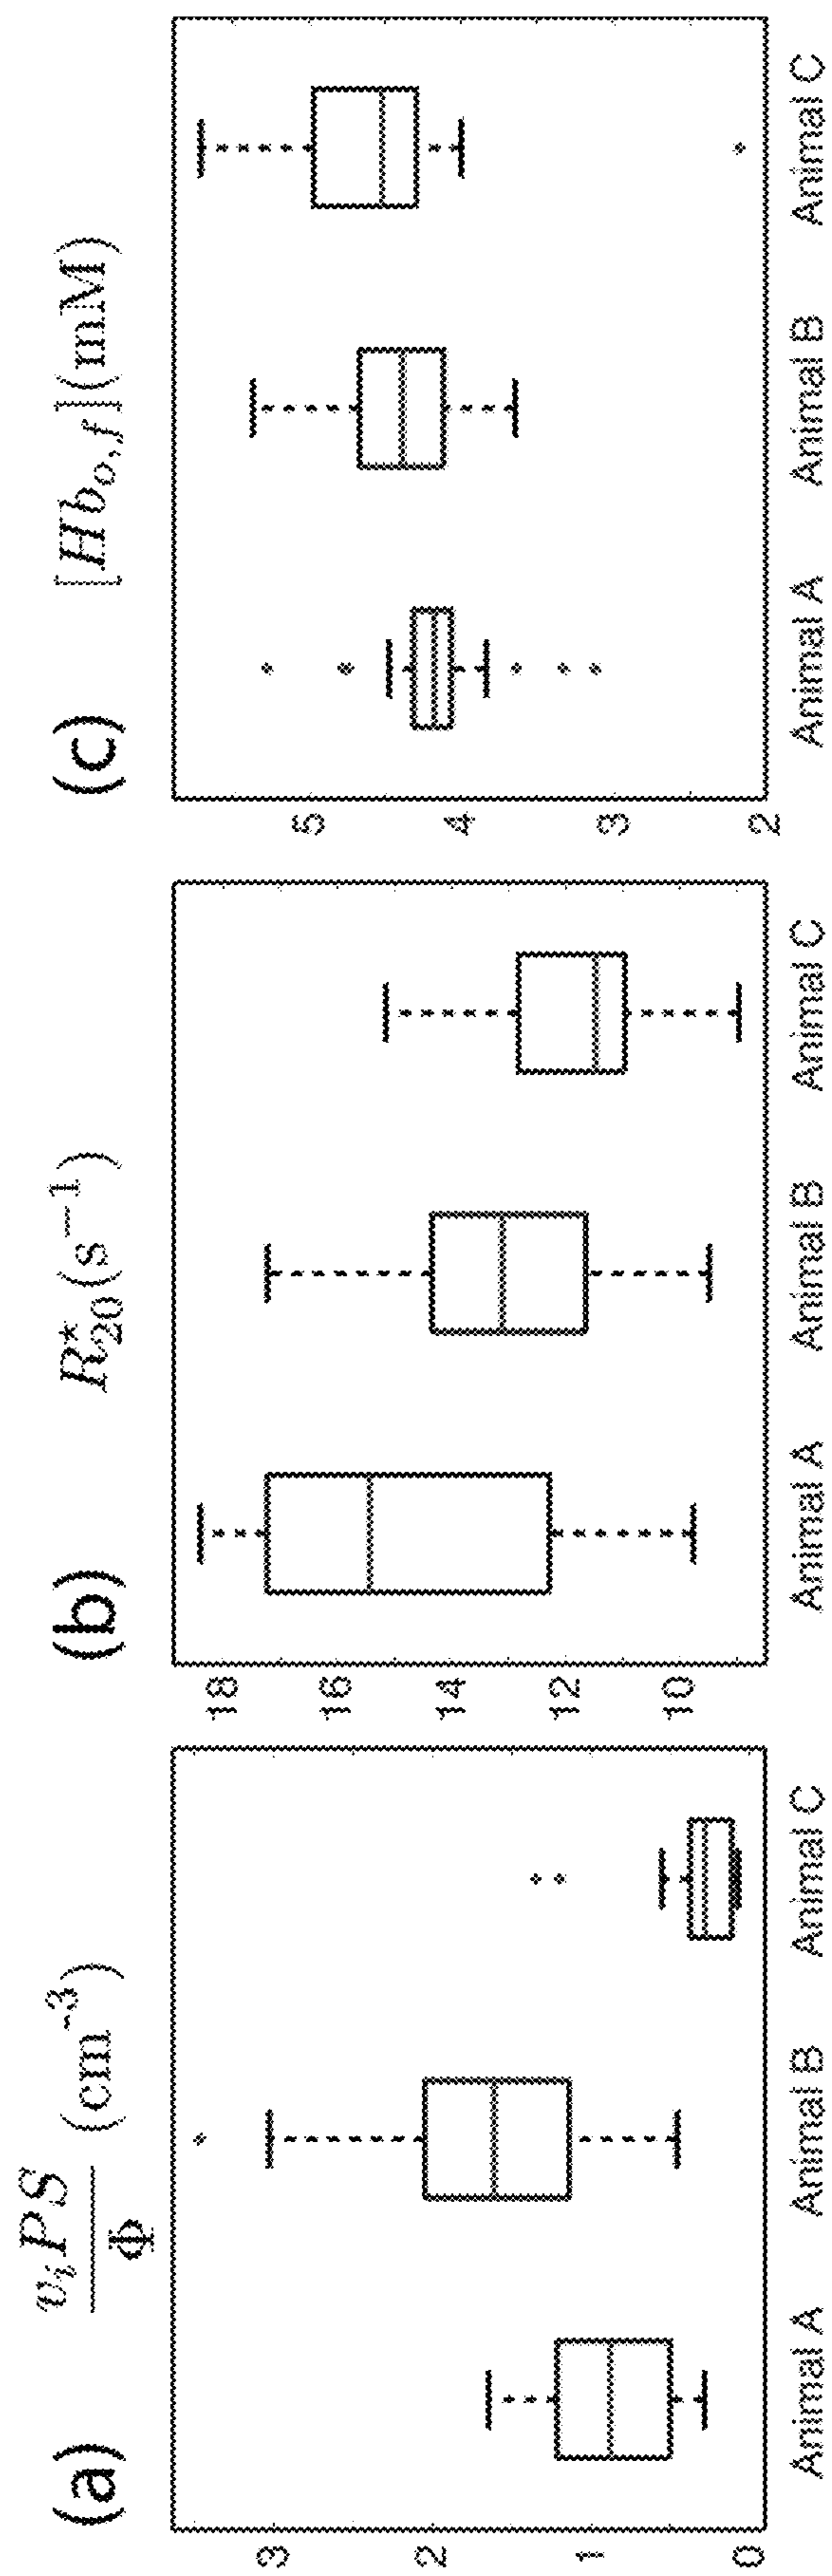 (a)
v_i PS / Φ (cm^-3)
3
2
1
0
Animal A Animal B Animal C
(b)
R*_20 (s^−1)
18
16
14
12
10
Animal A Animal B Animal C
(c)
[Hb_o,f](mM)
5
4
3
2
Animal A Animal B Animal C